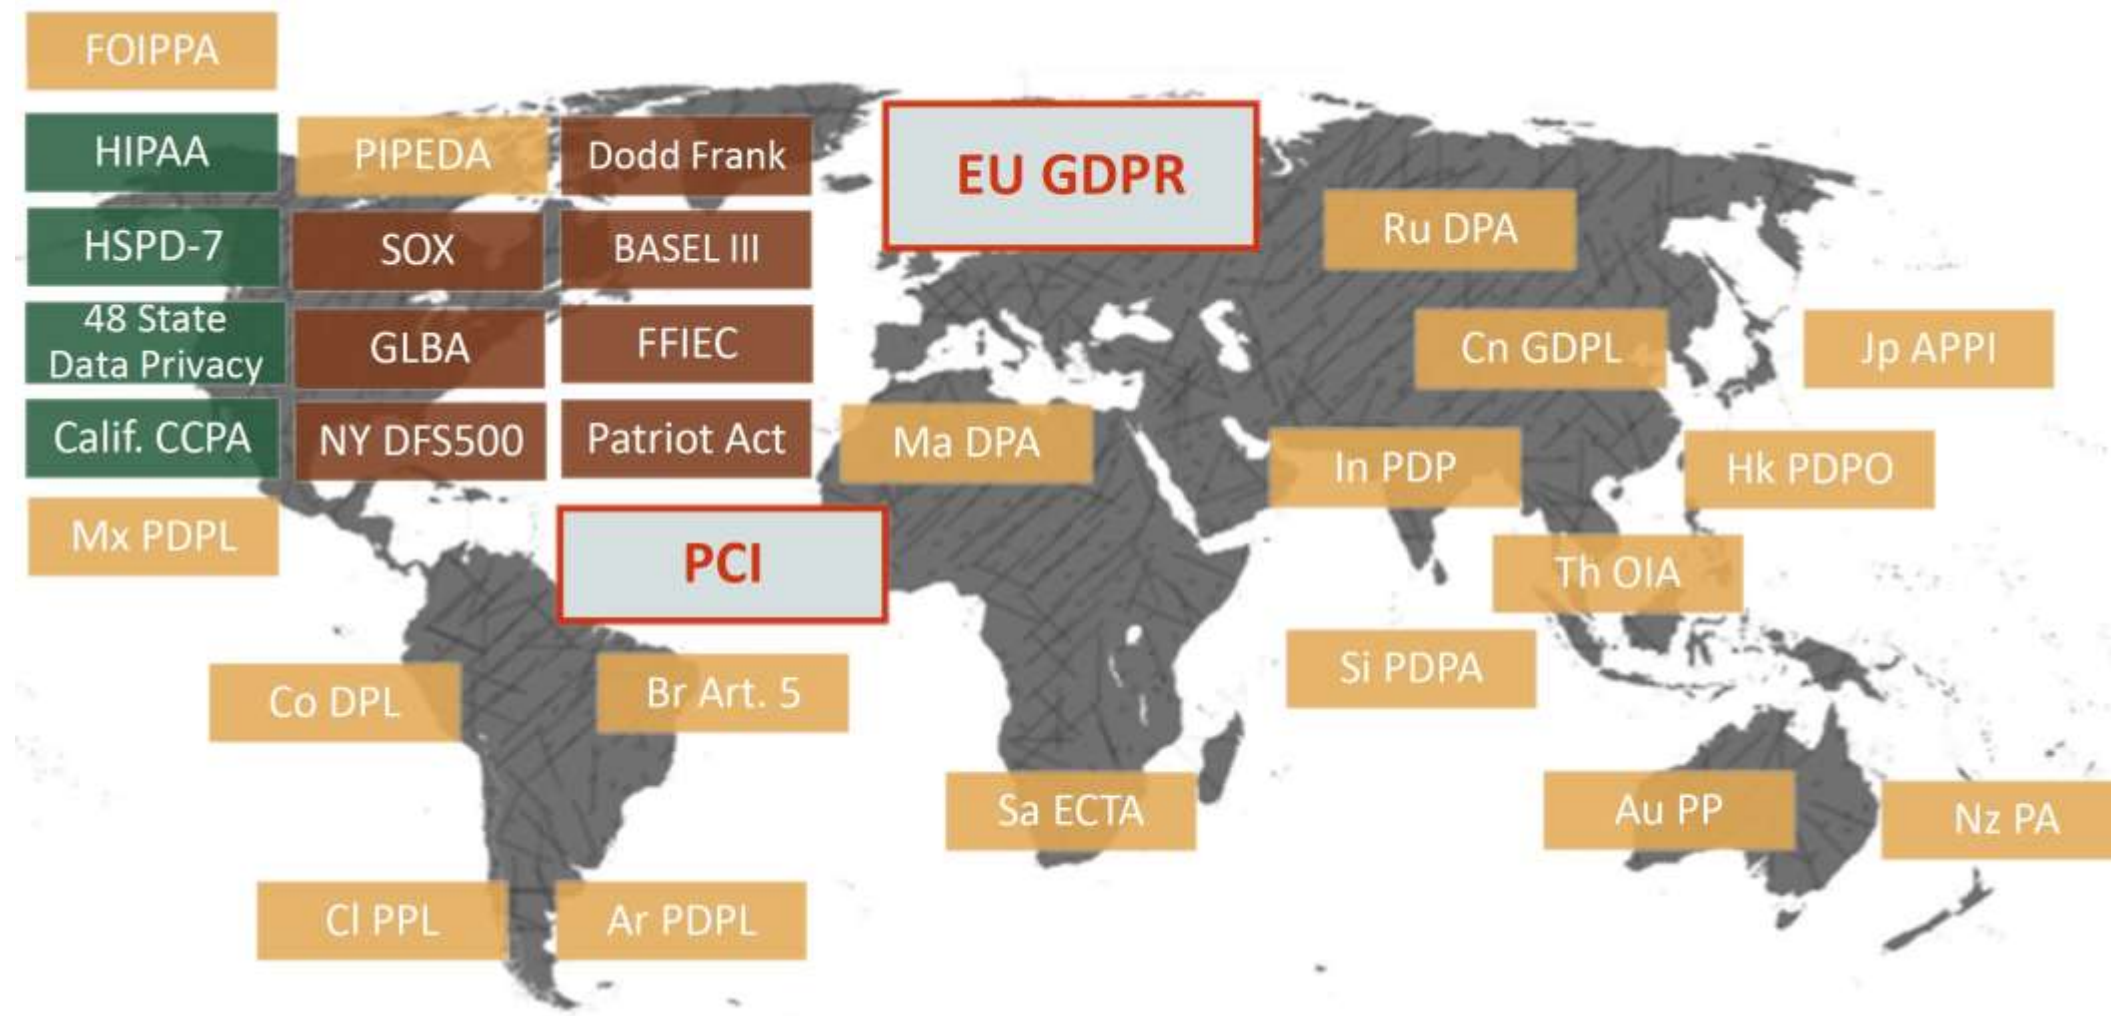 FOIPPA
HIPAA
PIPEDA
Dodd Frank
EU GDPR
HSPD-7
SOX
BASEL III
Ru DPA
48 State
Data Privacy
GLBA
FFIEC
Cn GDPL
Jp APPI
Calif. CCPA
NY DFS500
Patriot Act
Ma DPA
In PDP
Hk PDPO
Mx PDPL
PCI
Th OIA
Co DPL
Br Art. 5
Si PDPA
Sa ECTA
Au PP
Nz PA
Cl PPL
Ar PDPL